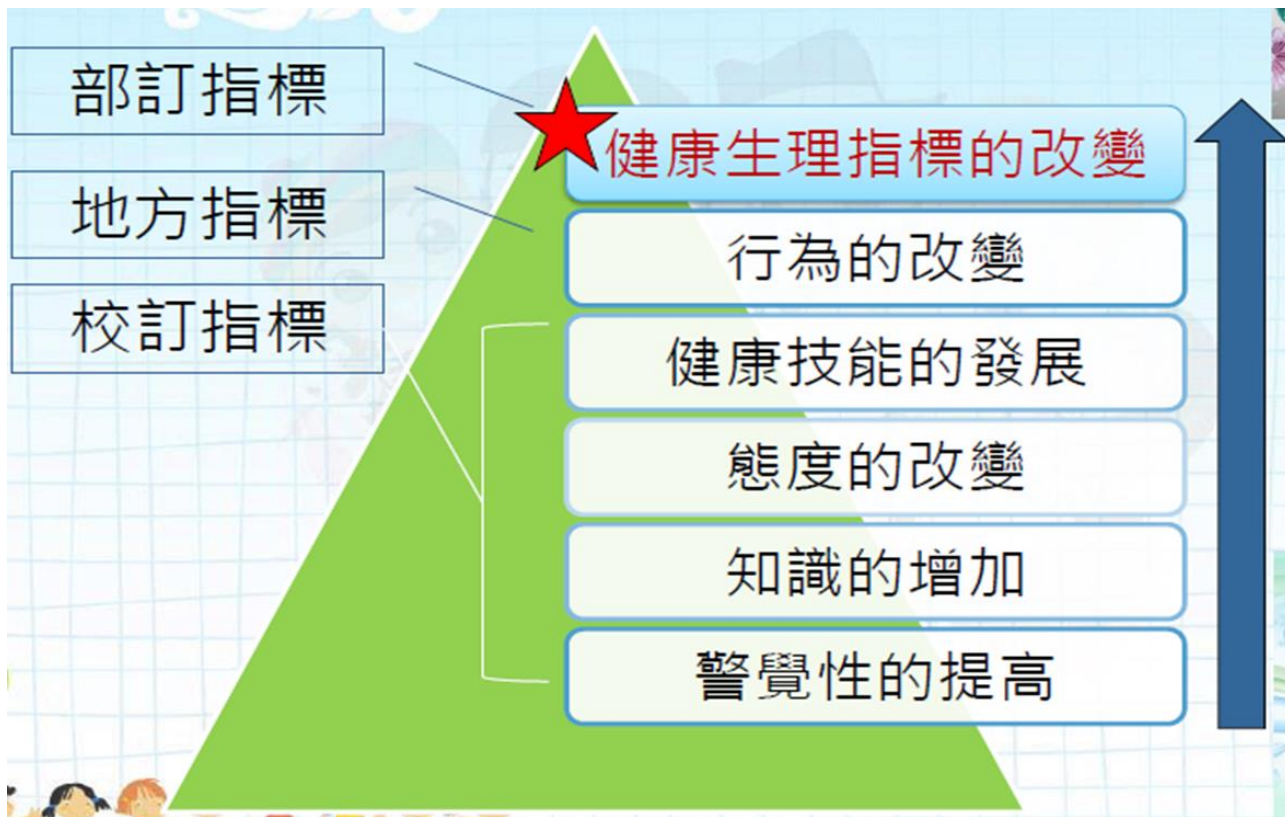 部訂指標
地方指標
校訂指標
健康生理指標的改變
行為的改變
健康技能的發展
態度的改變
知識的增加
警覺性的提高